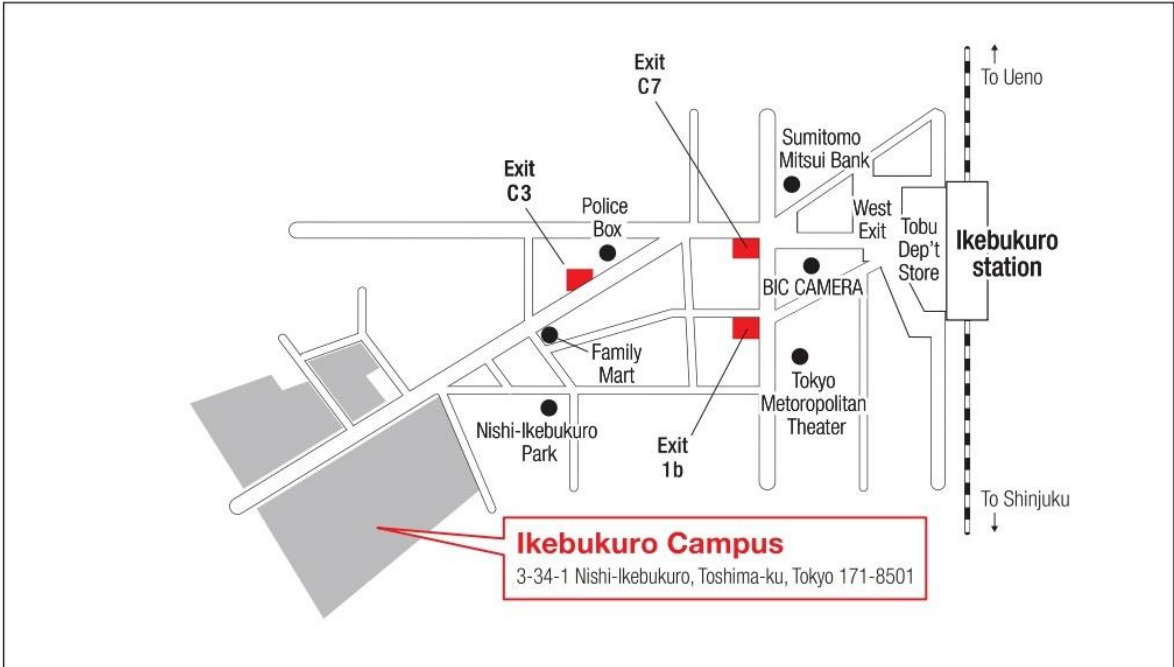 Exit
C7
To Ueno
Sumitomo
Mitsui Bank
Exit
C3
Police
Box
West
Exit
Tobu
Dep't
Store
Ikebukuro
station
BIC CAMERA
Family
Mart
Tokyo
Metoropolitan
Theater
Nishi-Ikebukuro
Park
Exit
1b
To Shinjuku
Ikebukuro Campus
3-34-1 Nishi-Ikebukuro, Toshima-ku, Tokyo 171-8501